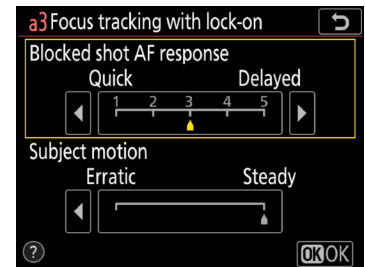 a3 Focus tracking with lock-on
Blocked shot AF response
Quick Delayed
1 2 3 4 5
Subject motion
Erratic Steady
? OK OK